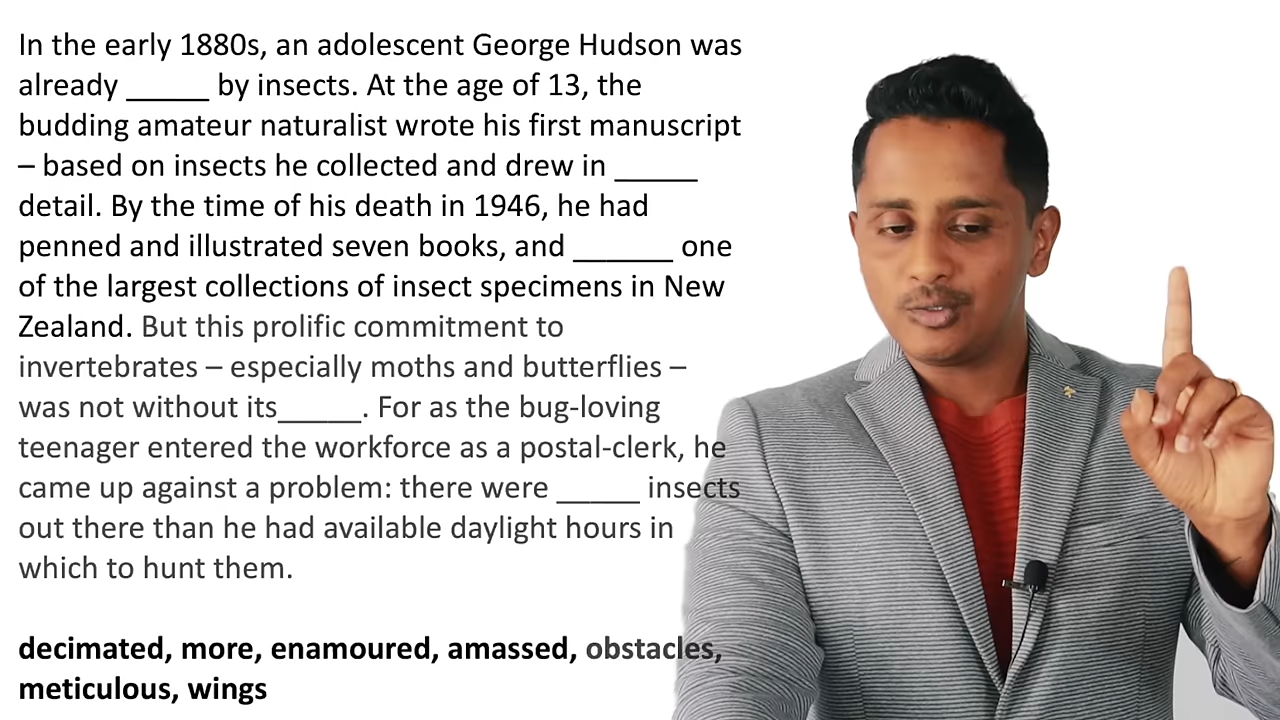 In the early 1880s, an adolescent George Hudson was
already _____ by insects. At the age of 13, the
budding amateur naturalist wrote his first manuscript
– based on insects he collected and drew in _____
detail. By the time of his death in 1946, he had
penned and illustrated seven books, and ______ one
of the largest collections of insect specimens in New
Zealand. But this prolific commitment to
invertebrates – especially moths and butterflies –
was not without its_____. For as the bug-loving
teenager entered the workforce as a postal-clerk, he
came up against a problem: there were _____ insects
out there than he had available daylight hours in
which to hunt them.
decimated, more, enamoured, amassed, obstacles,
meticulous, wings